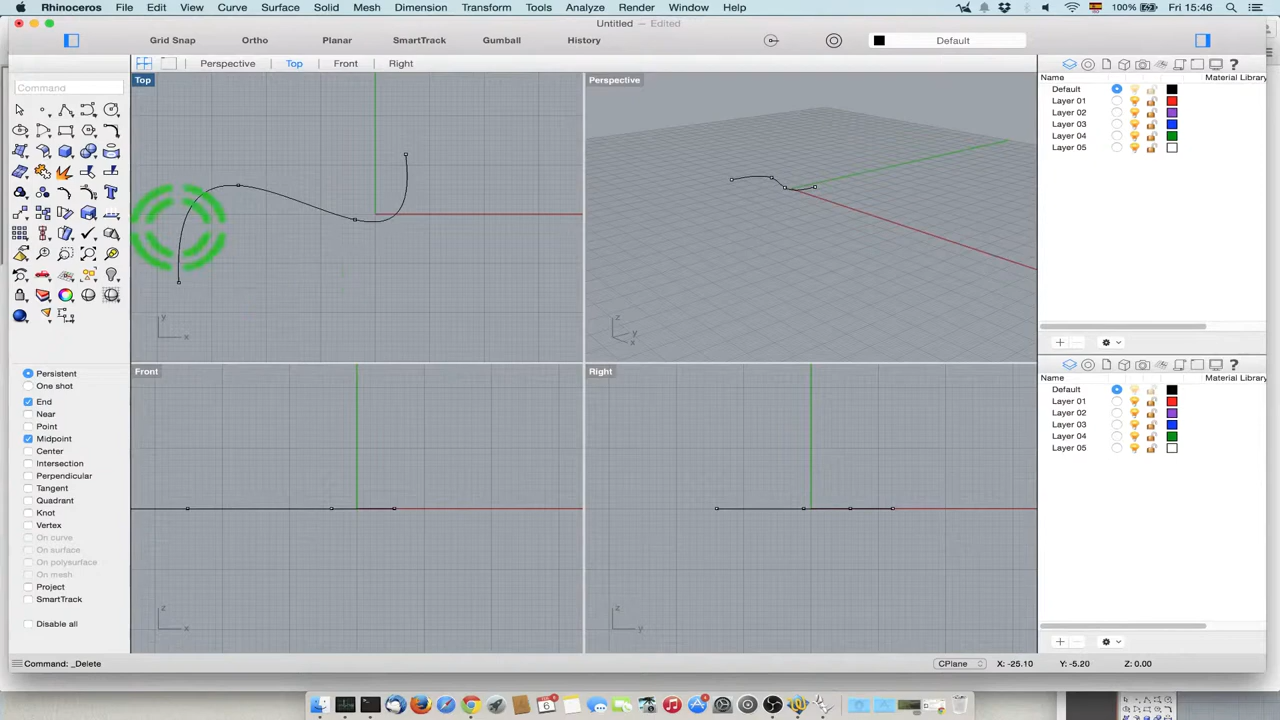 Rhinoceros File Edit View Curve Surface Solid Mesh Dimension Transform Tools Analyze Render Window Help
100% Fri 15:46
Untitled — Edited
Grid Snap Ortho Planar SmartTrack Gumball History Default
Perspective Top Front Right
Command
Top
Perspective
Name Material Library
Default
Layer 01
Layer 02
Layer 03
Layer 04
Layer 05
y
x
z
y
x
Front
Right
Persistent
One shot
End
Near
Point
Midpoint
Center
Intersection
Perpendicular
Tangent
Quadrant
Knot
Vertex
On curve
On surface
On polysurface
On mesh
Project
SmartTrack
Disable all
z
x
z
y
Name Material Library
Default
Layer 01
Layer 02
Layer 03
Layer 04
Layer 05
Command: _Delete
CPlane X: -25.10 Y: -5.20 Z: 0.00